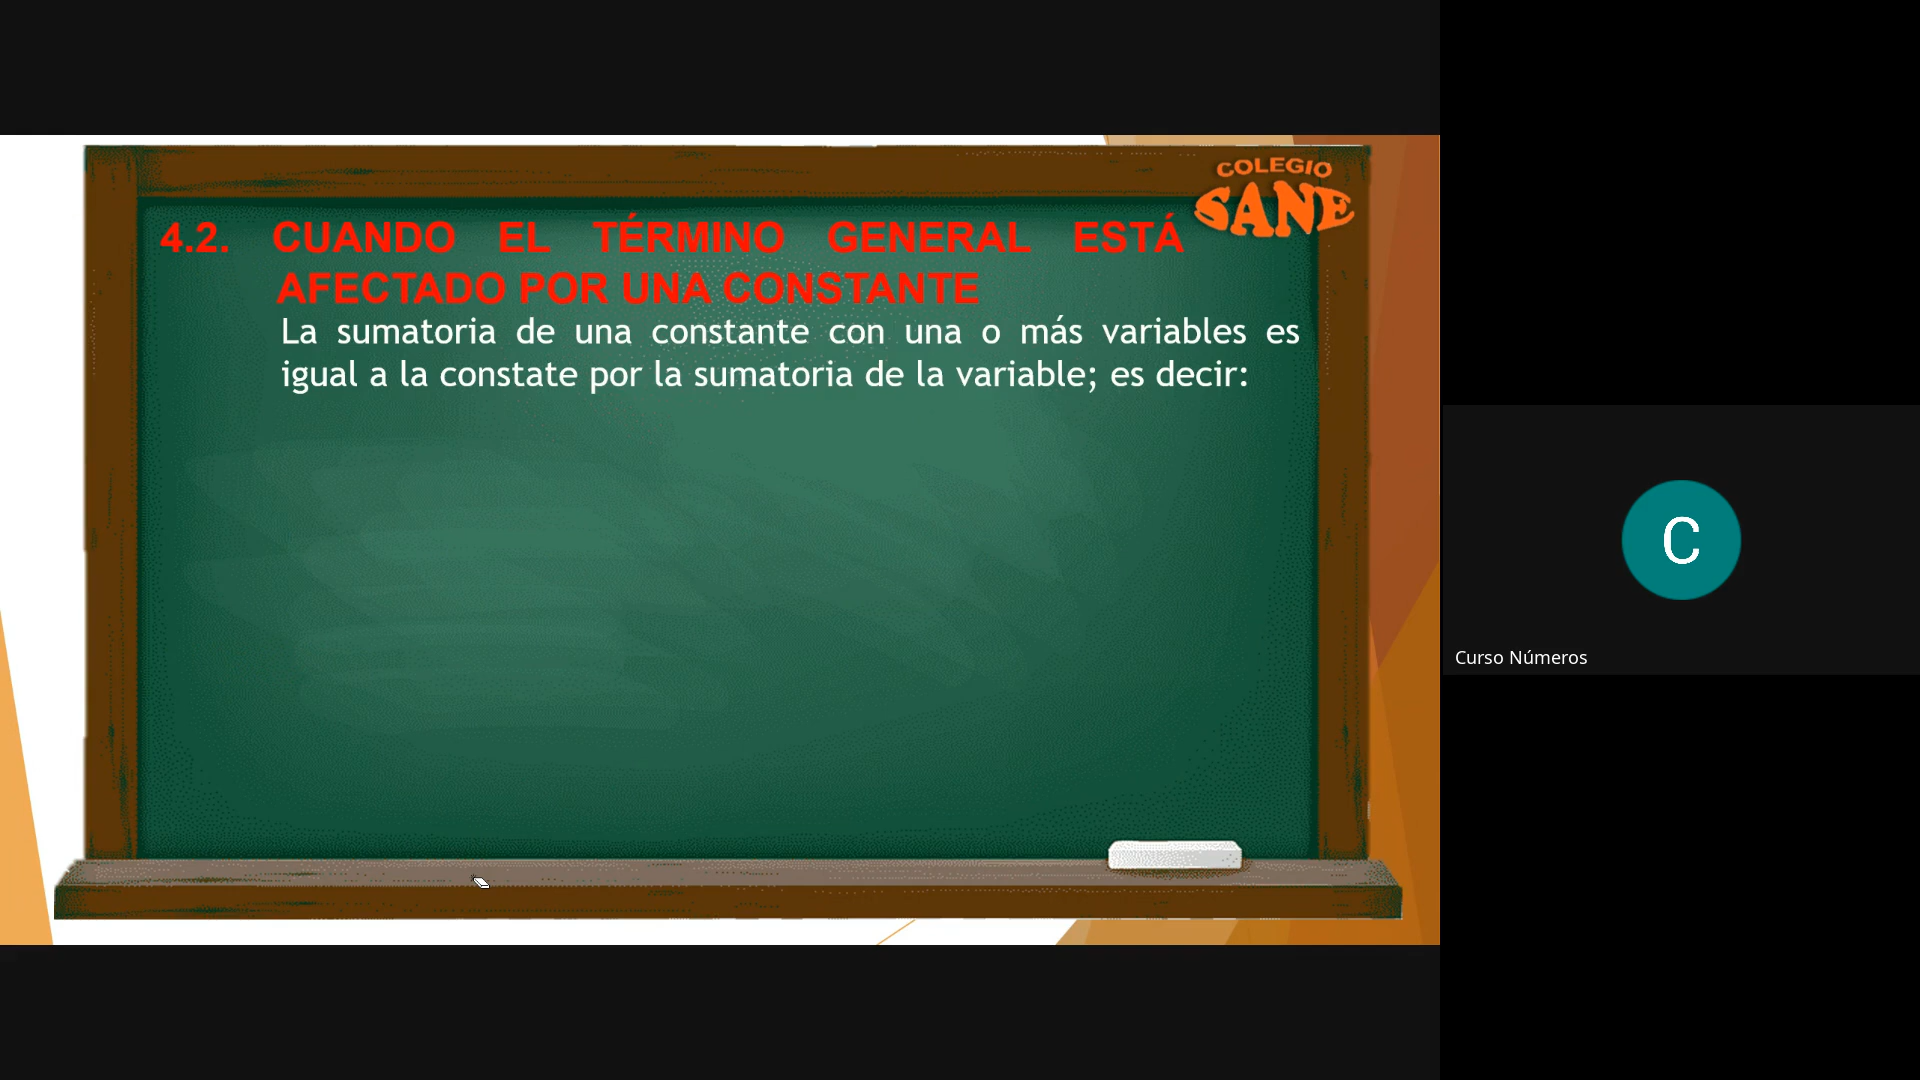 COLEGIO
SANE
4.2. CUANDO EL TÉRMINO GENERAL ESTÁ
AFECTADO POR UNA CONSTANTE
La sumatoria de una constante con una o más variables es
igual a la constate por la sumatoria de la variable; es decir:
C
Curso Números